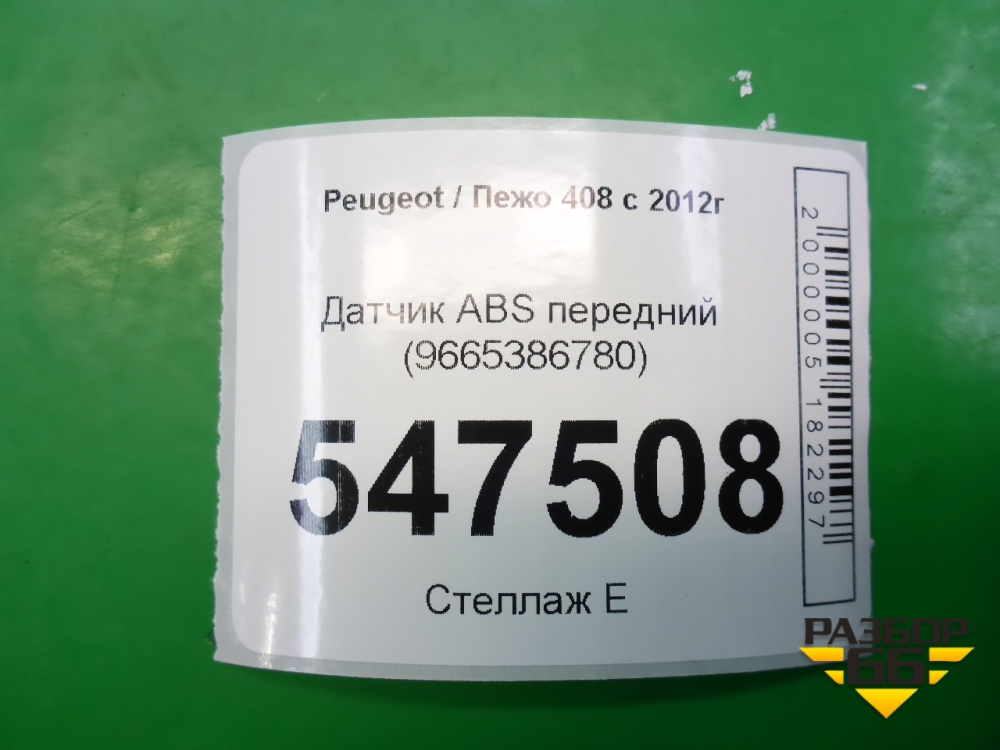 Peugeot / Пежо 408 с 2012г
Датчик ABS передний
(9665386780)
547508
Стеллаж Е
2000005182297
РАЗБОР
66